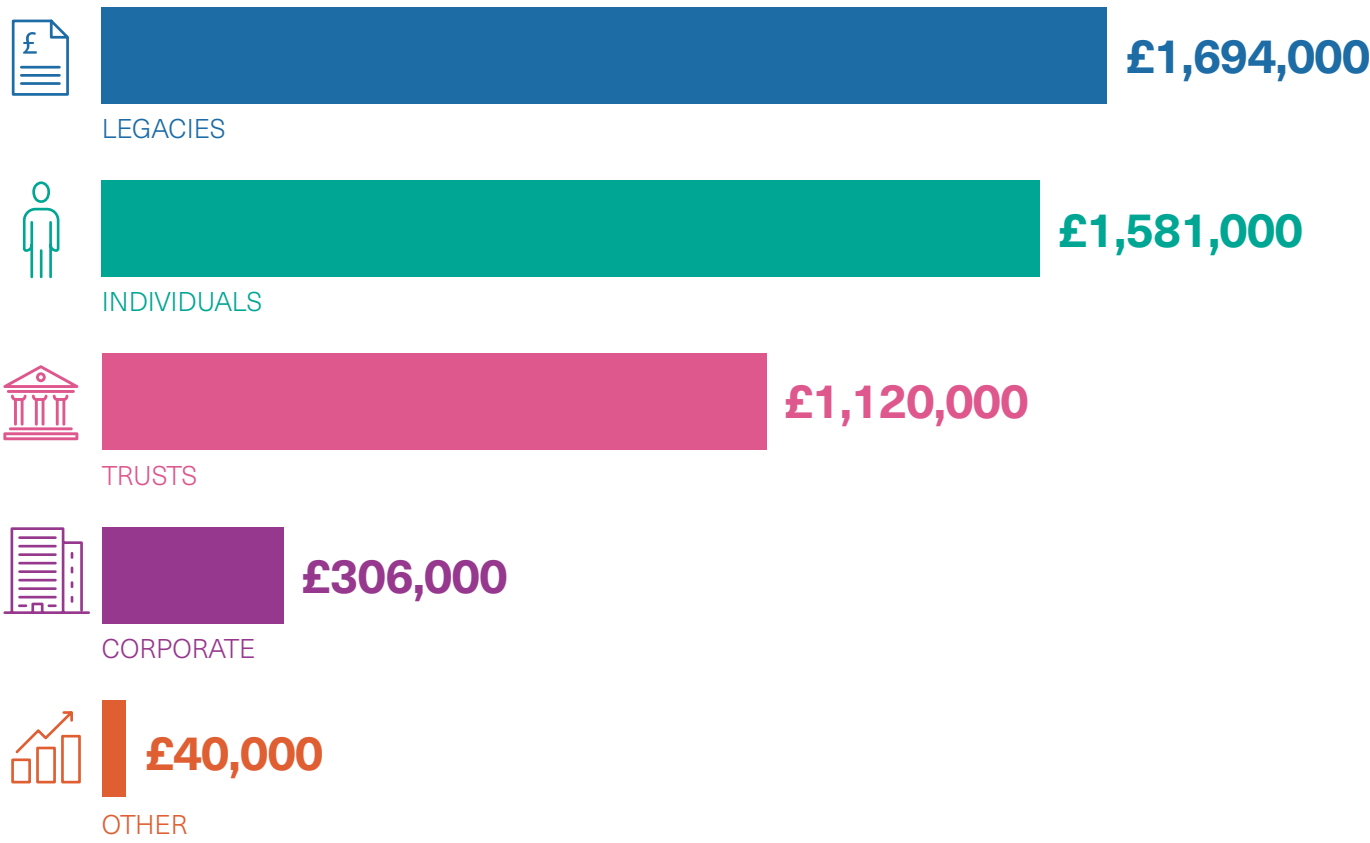 £
£1,694,000
LEGACIES
£1,581,000
INDIVIDUALS
£1,120,000
TRUSTS
£306,000
CORPORATE
£40,000
OTHER